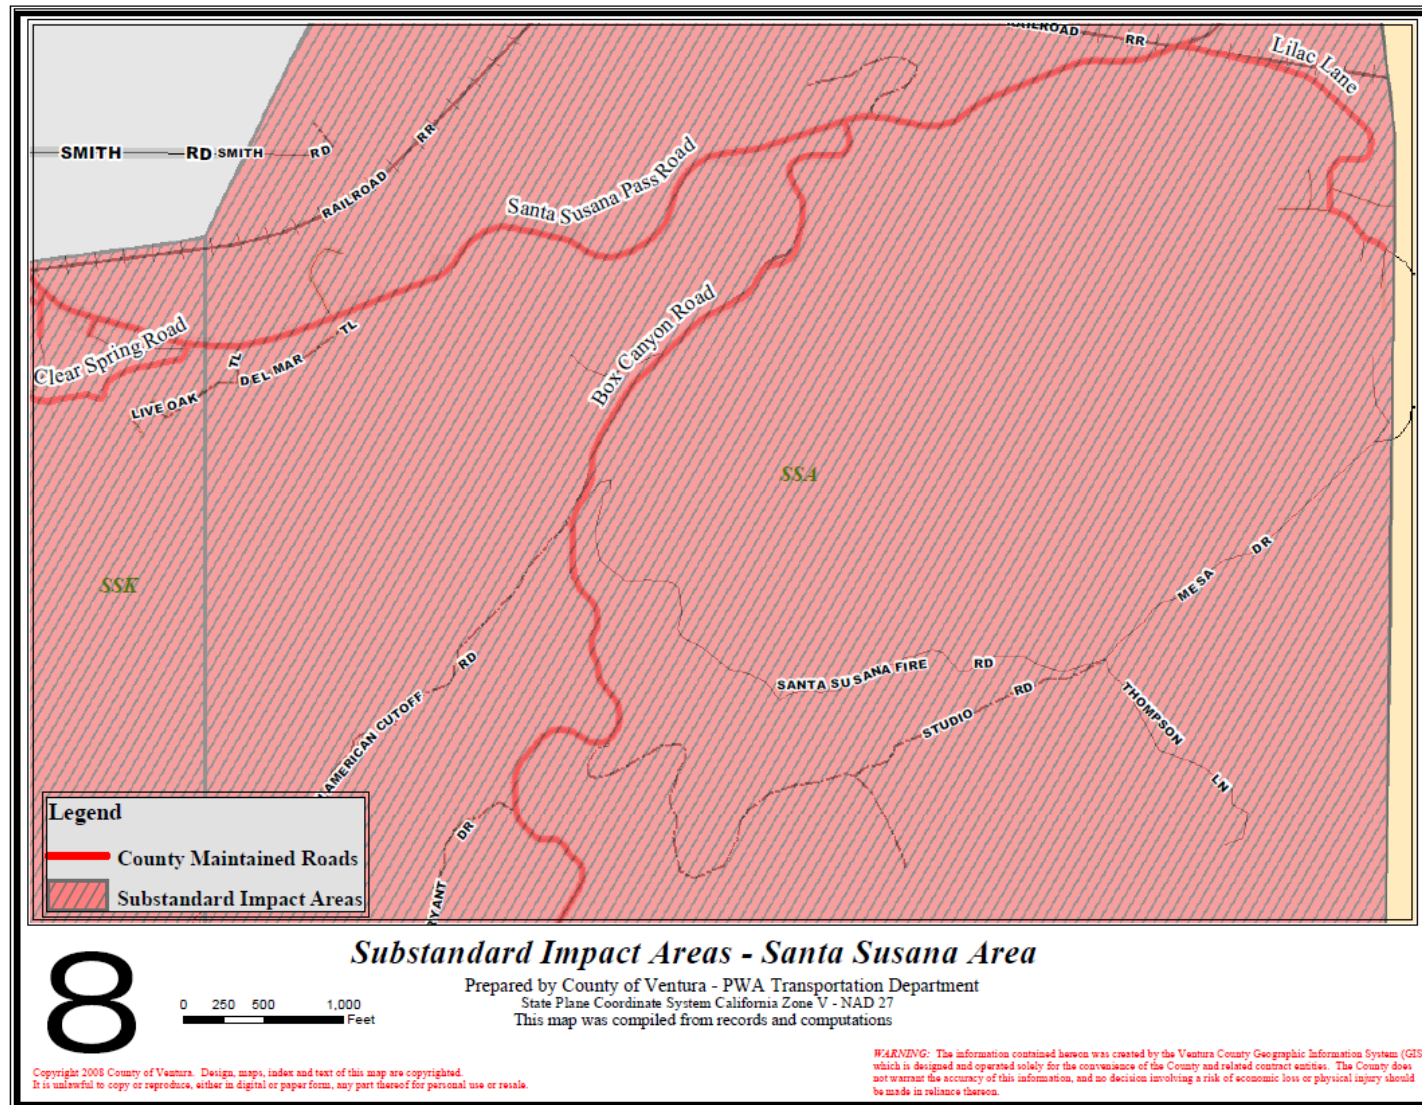 RAILROAD RR
Lilac Lane
SMITH RD SMITH RD
RAILROAD RR
Santa Susana Pass Road
Clear Spring Road
TL
DEL MAR TL
LIVE OAK
Box Canyon Road
SSA
SSK
MESA DR
SANTA SUSANA FIRE RD
AMERICAN CUTOFF RD
STUDIO RD
THOMPSON LN
RYANT DR
Legend
County Maintained Roads
Substandard Impact Areas
8
Substandard Impact Areas - Santa Susana Area
Prepared by County of Ventura - PWA Transportation Department
State Plane Coordinate System California Zone V - NAD 27
This map was compiled from records and computations
0 250 500 1,000
Feet
Copyright 2008 County of Ventura. Design, maps, index and text of this map are copyrighted.
It is unlawful to copy or reproduce, either in digital or paper form, any part thereof for personal use or resale.
WARNING: The information contained hereon was created by the Ventura County Geographic Information System (GIS
which is designed and operated solely for the convenience of the County and related contract entities. The County does
not warrant the accuracy of this information, and no decision involving a risk of economic loss or physical injury should
be made in reliance thereon.